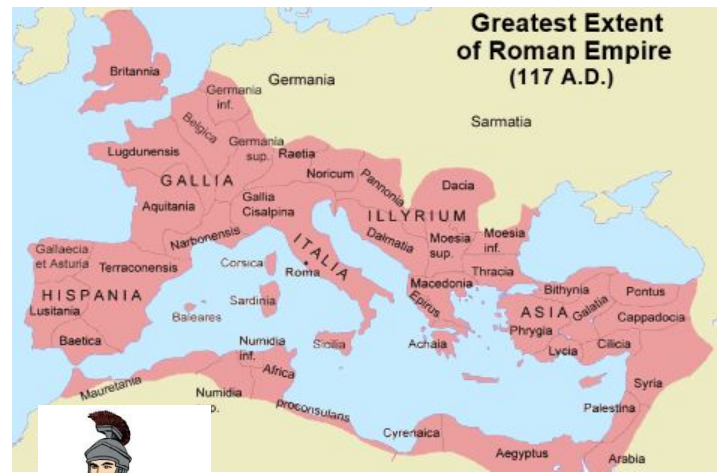 Greatest Extent
of Roman Empire
(117 A.D.)
Britannia
Germania
inf.
Germania
Sarmatia
Belgica
Lugdunensis
Germania
sup.
Raetia
Noricum
Pannonia
Dacia
GALLIA
Aquitania
Gallia
Cisalpina
ILLYRIUM
Dalmatia
Moesia
sup.
Moesia
inf.
Narbonensis
ITALIA
Gallaecia
et Asturia
Terraconensis
Corsica
Roma
Thracia
Macedonia
Epirus
Bithynia
Pontus
HISPANIA
Lusitania
Baetica
Baleares
Sardinia
ASIA
Galatia
Cappadocia
Phrygia
Lycia
Cilicia
Numidia
inf.
Sicilia
Achaia
Africa
proconsularis
Mauretania
Numidia
Syria
Palestina
Cyrenaica
Aegyptus
Arabia